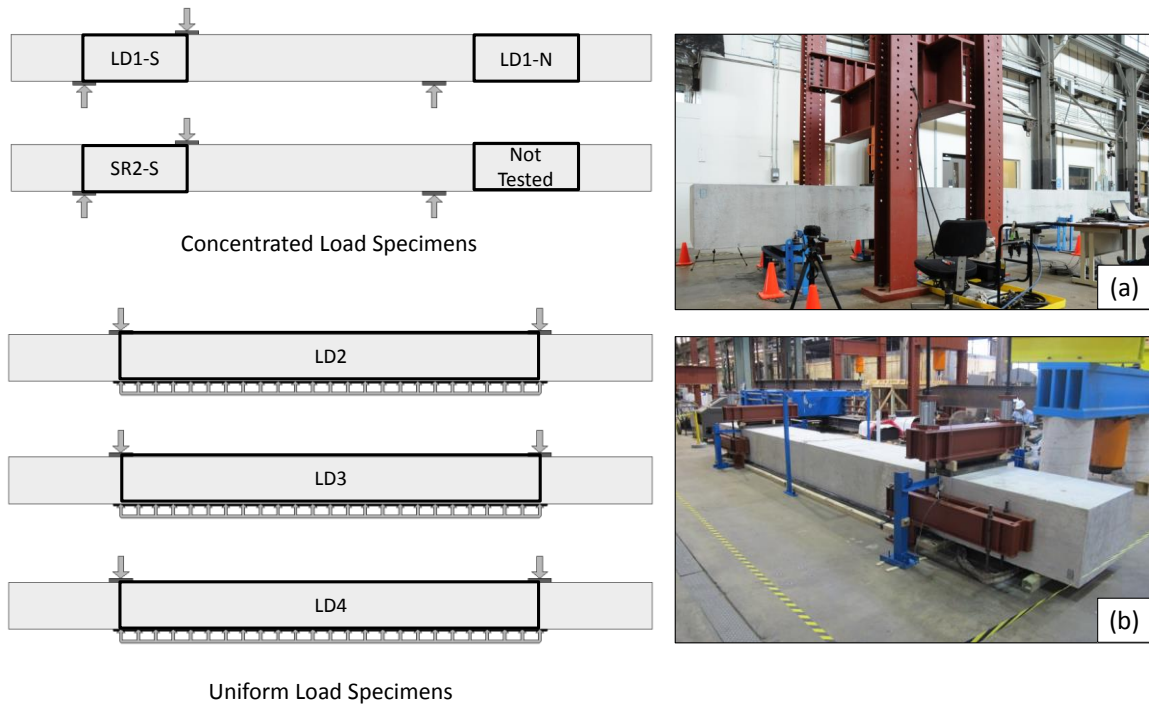 LD1-S
LD1-N
SR2-S
Not
Tested
Concentrated Load Specimens
LD2
LD3
LD4
Uniform Load Specimens
(a)
(b)